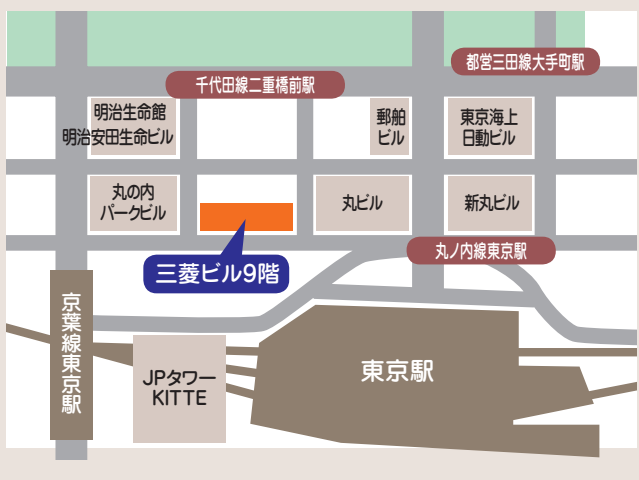 都営三田線大手町駅
千代田線二重橋前駅
明治生命館
明治安田生命ビル
郵船
ビル
東京海上
日動ビル
丸の内
パークビル
丸ビル
新丸ビル
丸ノ内線東京駅
三菱ビル9階
京葉線東京駅
東京駅
JPタワー
KITTE